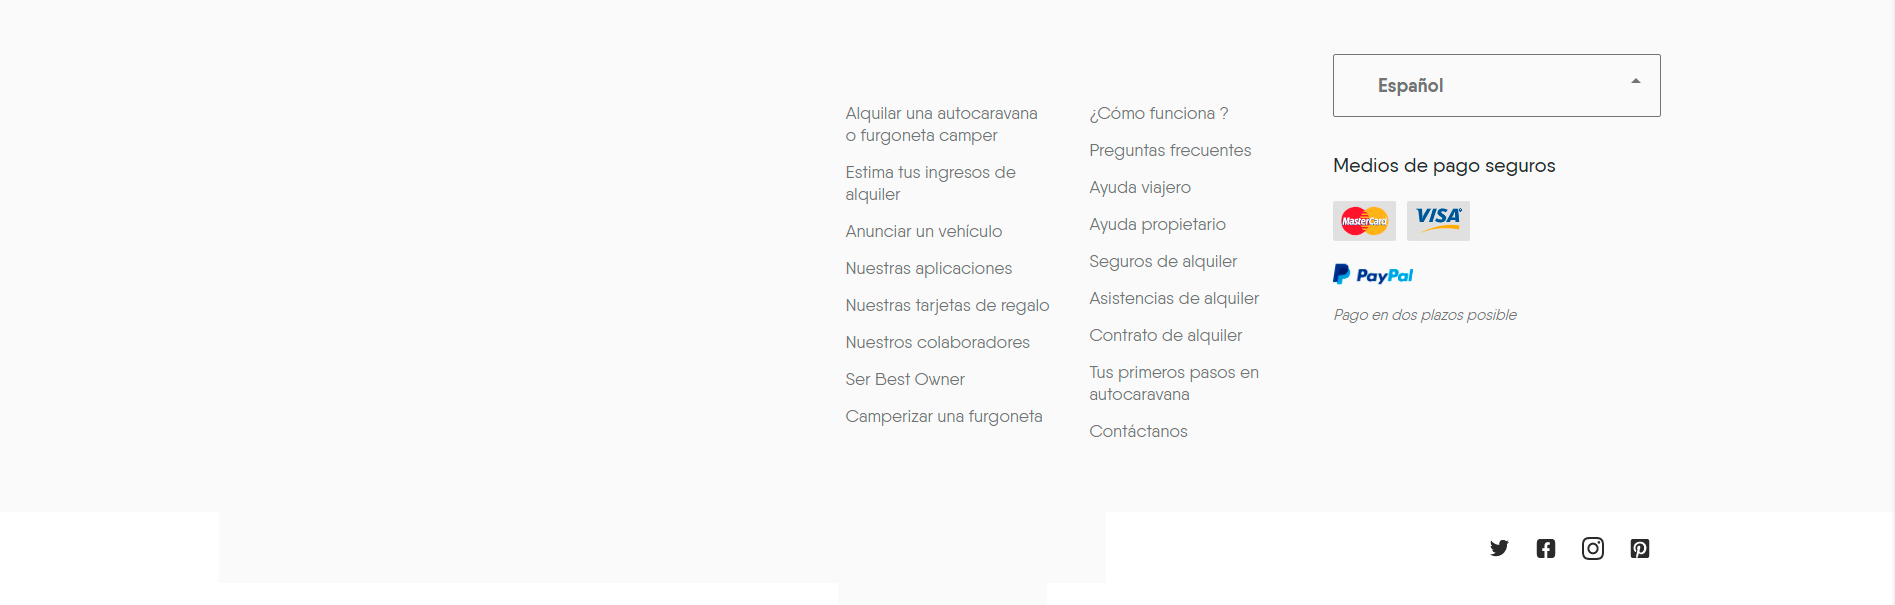 Alquilar una autocaravana
o furgoneta camper
Estima tus ingresos de
alquiler
Anunciar un vehículo
Nuestras aplicaciones
Nuestras tarjetas de regalo
Nuestros colaboradores
Ser Best Owner
Camperizar una furgoneta
¿Cómo funciona ?
Preguntas frecuentes
Ayuda viajero
Ayuda propietario
Seguros de alquiler
Asistencias de alquiler
Contrato de alquiler
Tus primeros pasos en
autocaravana
Contáctanos
Español
Medios de pago seguros
MasterCard
VISA
PayPal
Pago en dos plazos posible